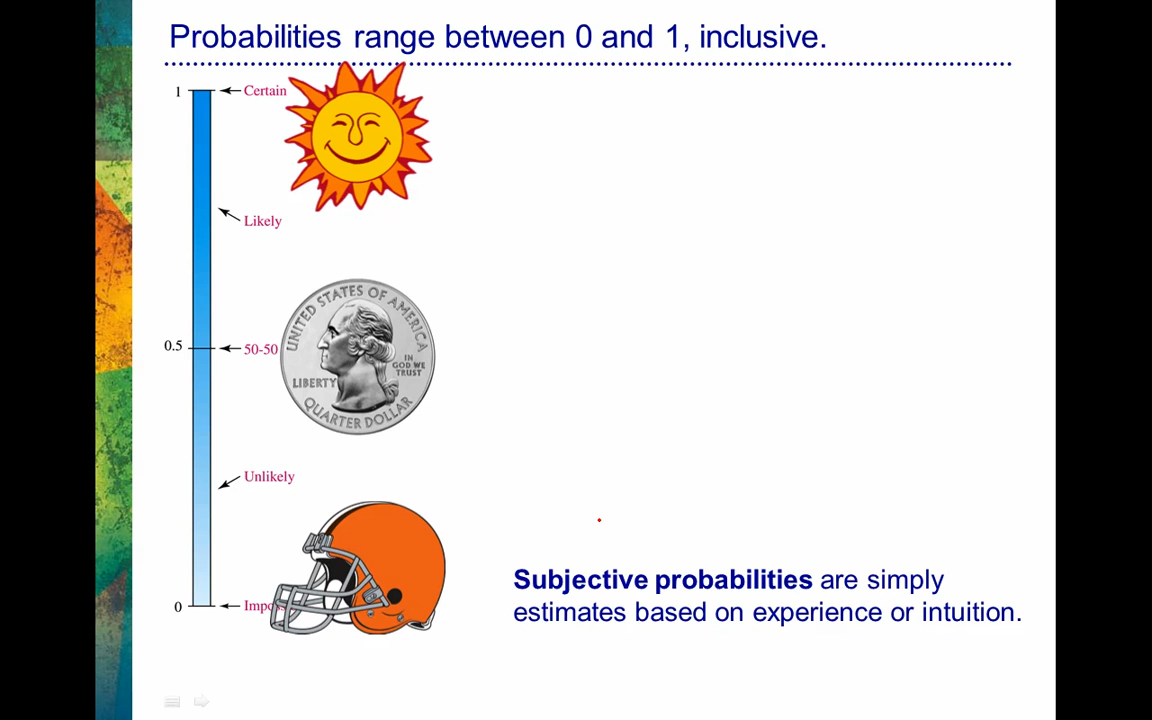 Probabilities range between 0 and 1, inclusive.
1
Certain
Likely
UNITED STATES OF AMERICA
IN
GOD WE
TRUST
LIBERTY
QUARTER DOLLAR
0.5
50-50
Unlikely
Subjective probabilities are simply
estimates based on experience or intuition.
0